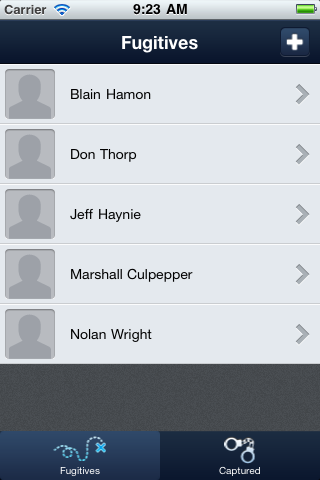 Carrier 9:23 AM
Fugitives
Blain Hamon
Don Thorp
Jeff Haynie
Marshall Culpepper
Nolan Wright
Fugitives Captured